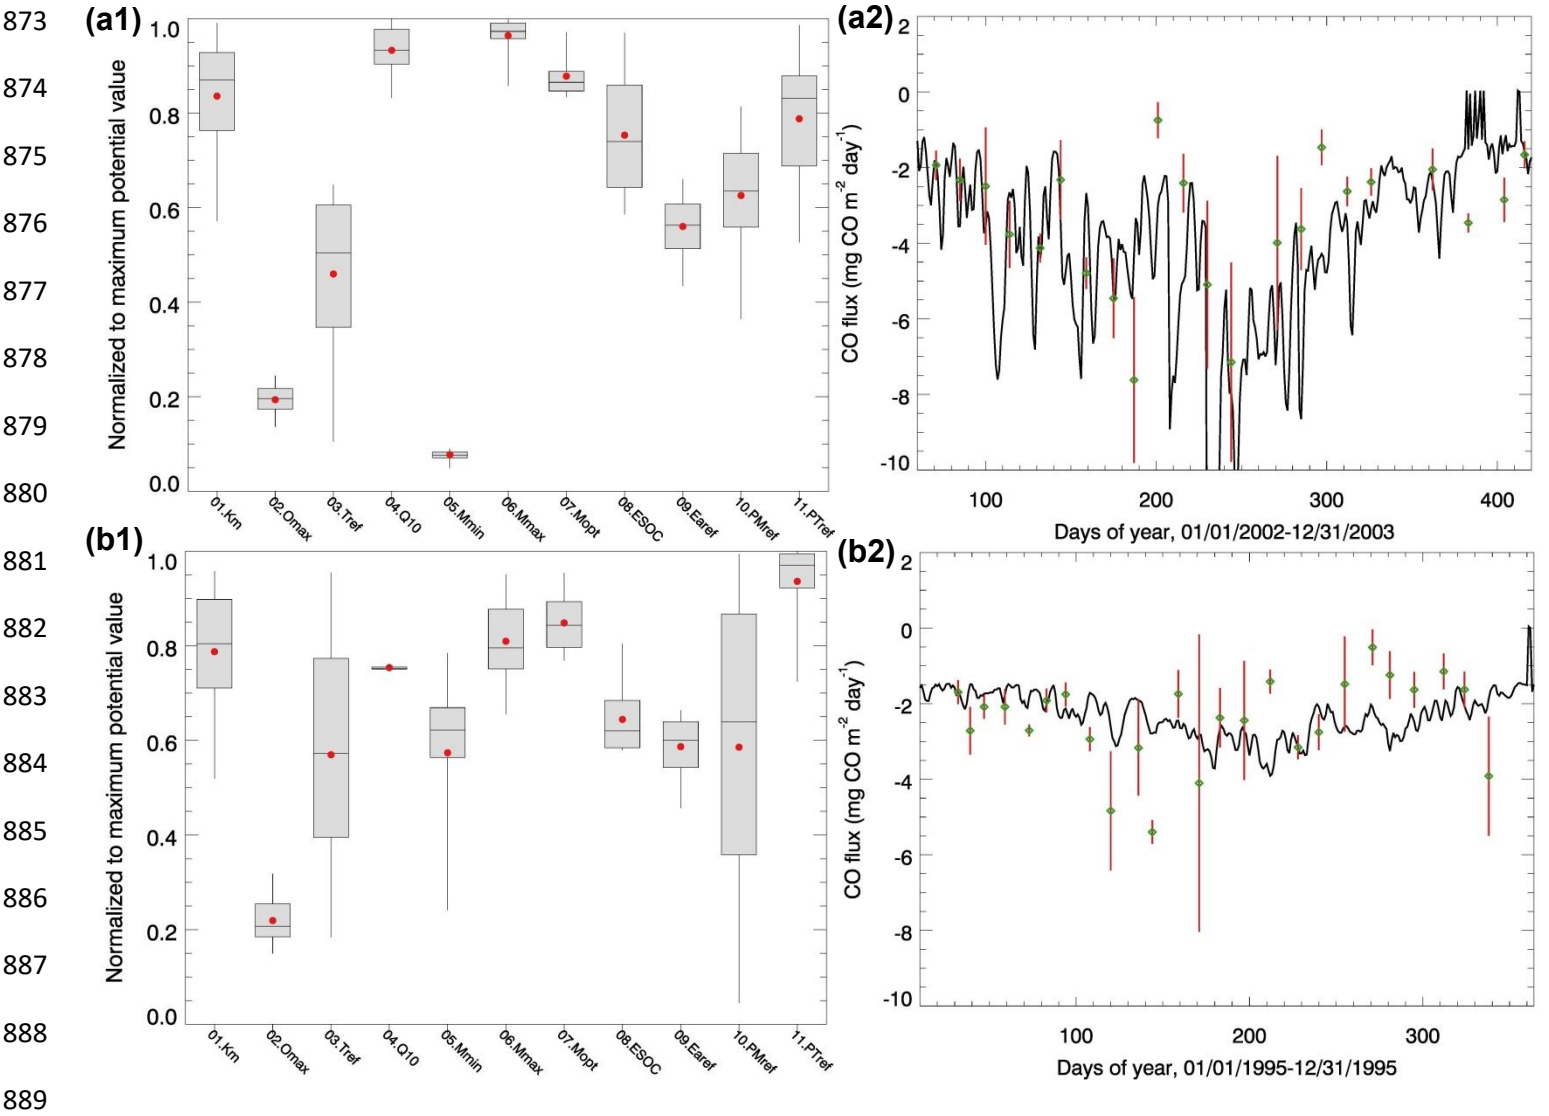 873
874
875
876
877
878
879
880
881
882
883
884
885
886
887
888
889
(a1)
Normalized to maximum potential value
1.0
0.8
0.6
0.4
0.2
0.0
01.Km
02.Omax
03.Tref
04.Q10
05.Mmin
06.Mmax
07.Mopt
08.ESOC
09.Earef
10.PMref
11.PTref
(a2)
CO flux (mg CO m-2 day-1)
2
0
-2
-4
-6
-8
-10
100
200
300
400
Days of year, 01/01/2002-12/31/2003
(b1)
Normalized to maximum potential value
1.0
0.8
0.6
0.4
0.2
0.0
01.Km
02.Omax
03.Tref
04.Q10
05.Mmin
06.Mmax
07.Mopt
08.ESOC
09.Earef
10.PMref
11.PTref
(b2)
CO flux (mg CO m-2 day-1)
2
0
-2
-4
-6
-8
-10
100
200
300
Days of year, 01/01/1995-12/31/1995